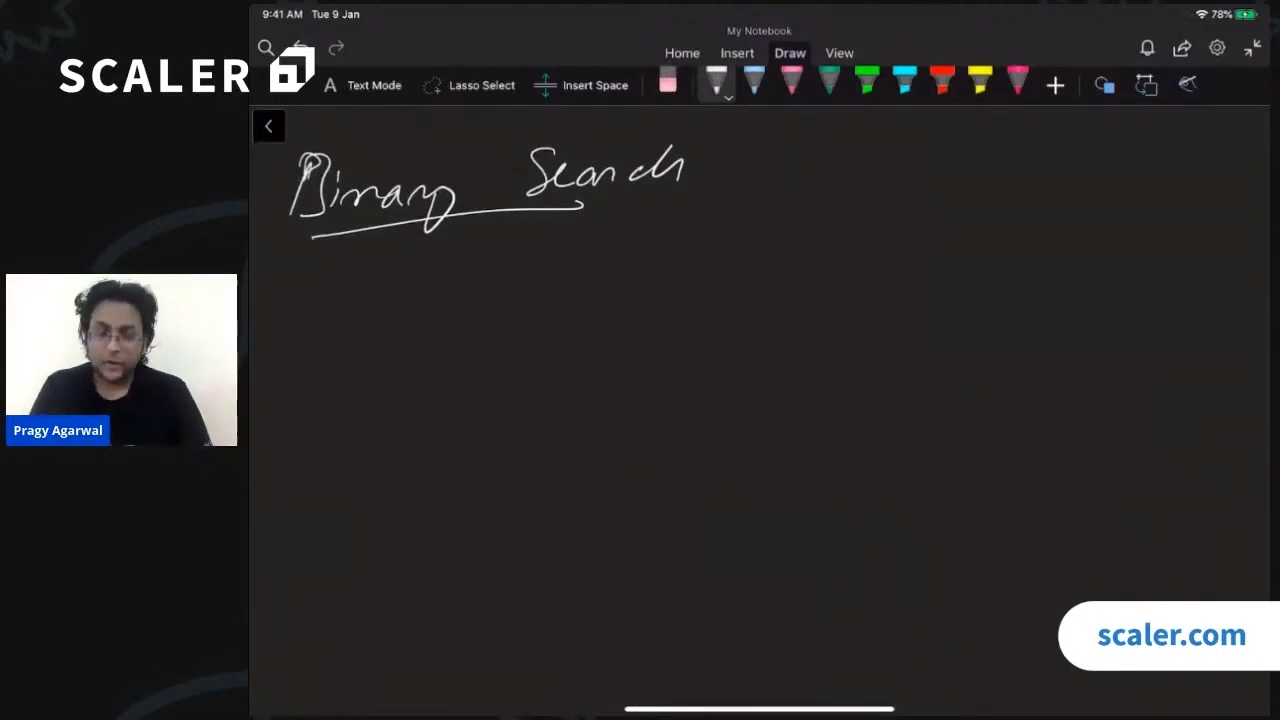 9:41 AM Tue 9 Jan
78%
My Notebook
Home Insert Draw View
SCALER
Text Mode Lasso Select Insert Space
Binary Search
Pragy Agarwal
scaler.com